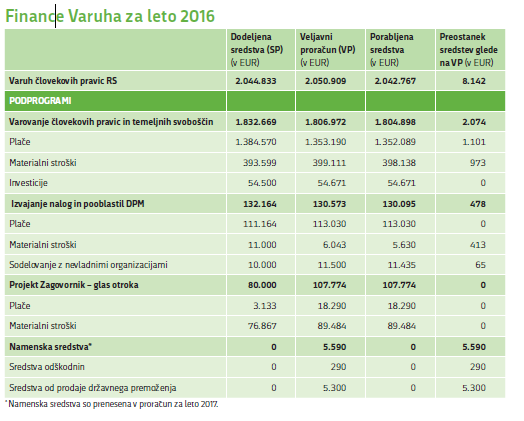 Finance Varuha za leto 2016
Dodeljena sredstva (SP) (v EUR) Veljavni proračun (VP) (v EUR) Porabljena sredstva (v EUR) Preostanek sredstev glede na VP (v EUR)
Varuh človekovih pravic RS 2.044.833 2.050.909 2.042.767 8.142
PODPROGRAMI
Varovanje človekovih pravic in temeljnih svoboščin 1.832.669 1.806.972 1.804.898 2.074
Plače 1.384.570 1.353.190 1.352.089 1.101
Materialni stroški 393.599 399.111 398.138 973
Investicije 54.500 54.671 54.671 0
Izvajanje nalog in pooblastil DPM 132.164 130.573 130.095 478
Plače 111.164 113.030 113.030 0
Materialni stroški 11.000 6.043 5.630 413
Sodelovanje z nevladnimi organizacijami 10.000 11.500 11.435 65
Projekt Zagovornik – glas otroka 80.000 107.774 107.774 0
Plače 3.133 18.290 18.290 0
Materialni stroški 76.867 89.484 89.484 0
Namenska sredstva* 0 5.590 0 5.590
Sredstva odškodnin 0 290 0 290
Sredstva od prodaje državnega premoženja 0 5.300 0 5.300
*Namenska sredstva so prenesena v proračun za leto 2017.